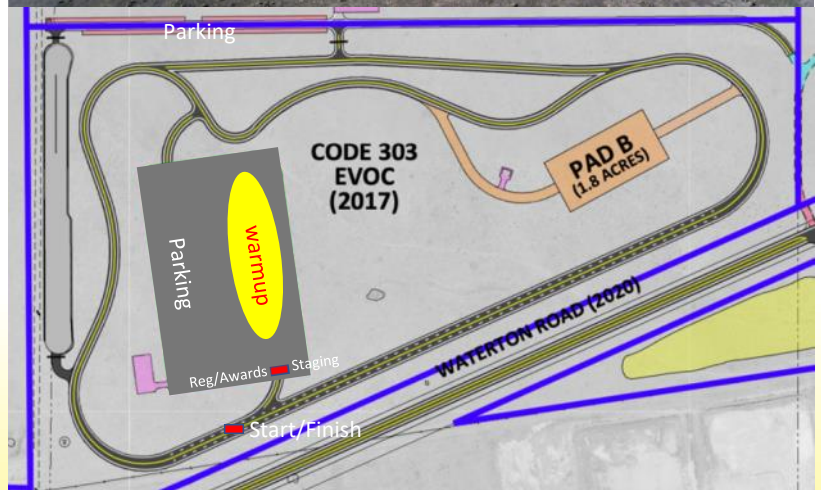 Parking
CODE 303
EVOC
(2017)
PAD B
(1.8 ACRES)
Parking
warmup
WATERTON ROAD (2020)
Reg/Awards
Staging
Start/Finish